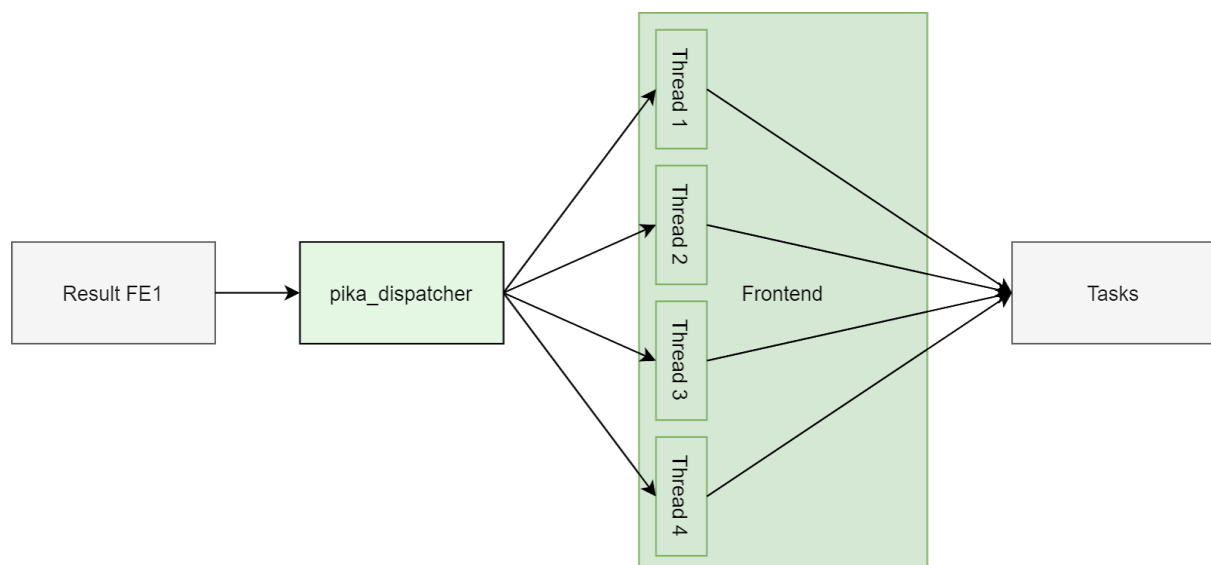 Result FE1
pika_dispatcher
Thread 1
Thread 2
Thread 3
Thread 4
Frontend
Tasks